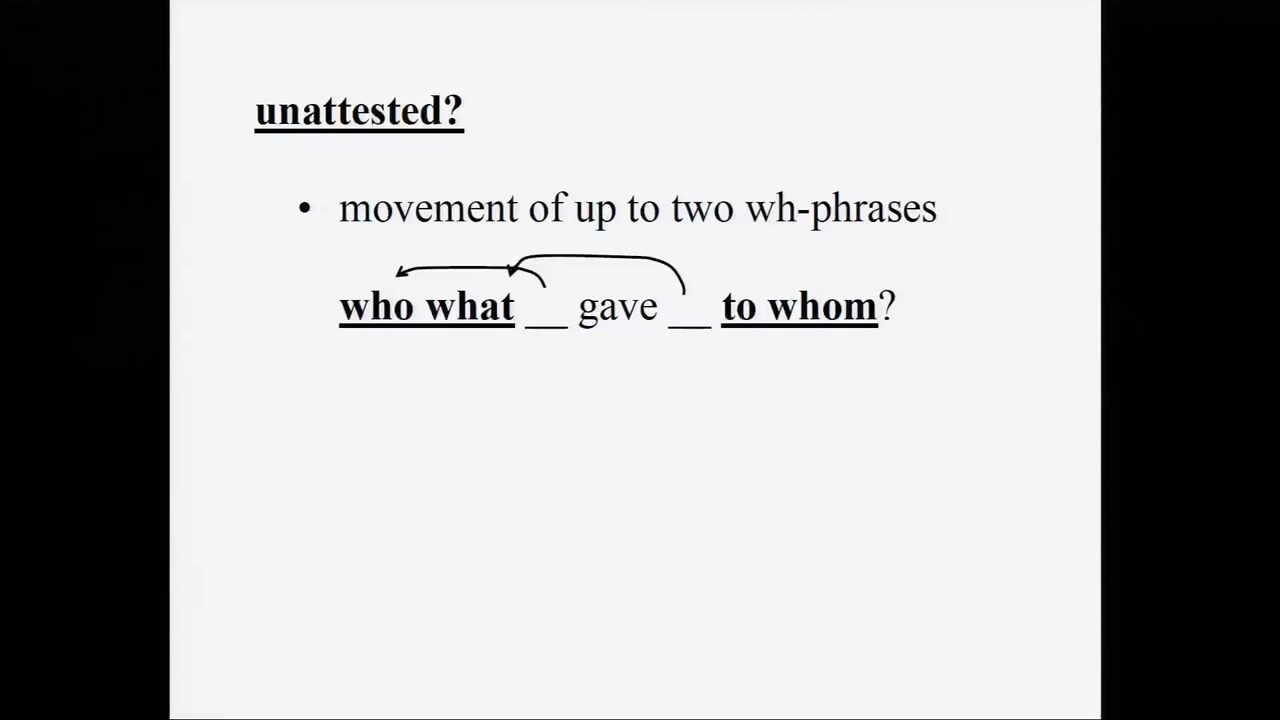 unattested?
• movement of up to two wh-phrases
who what __ gave __ to whom?